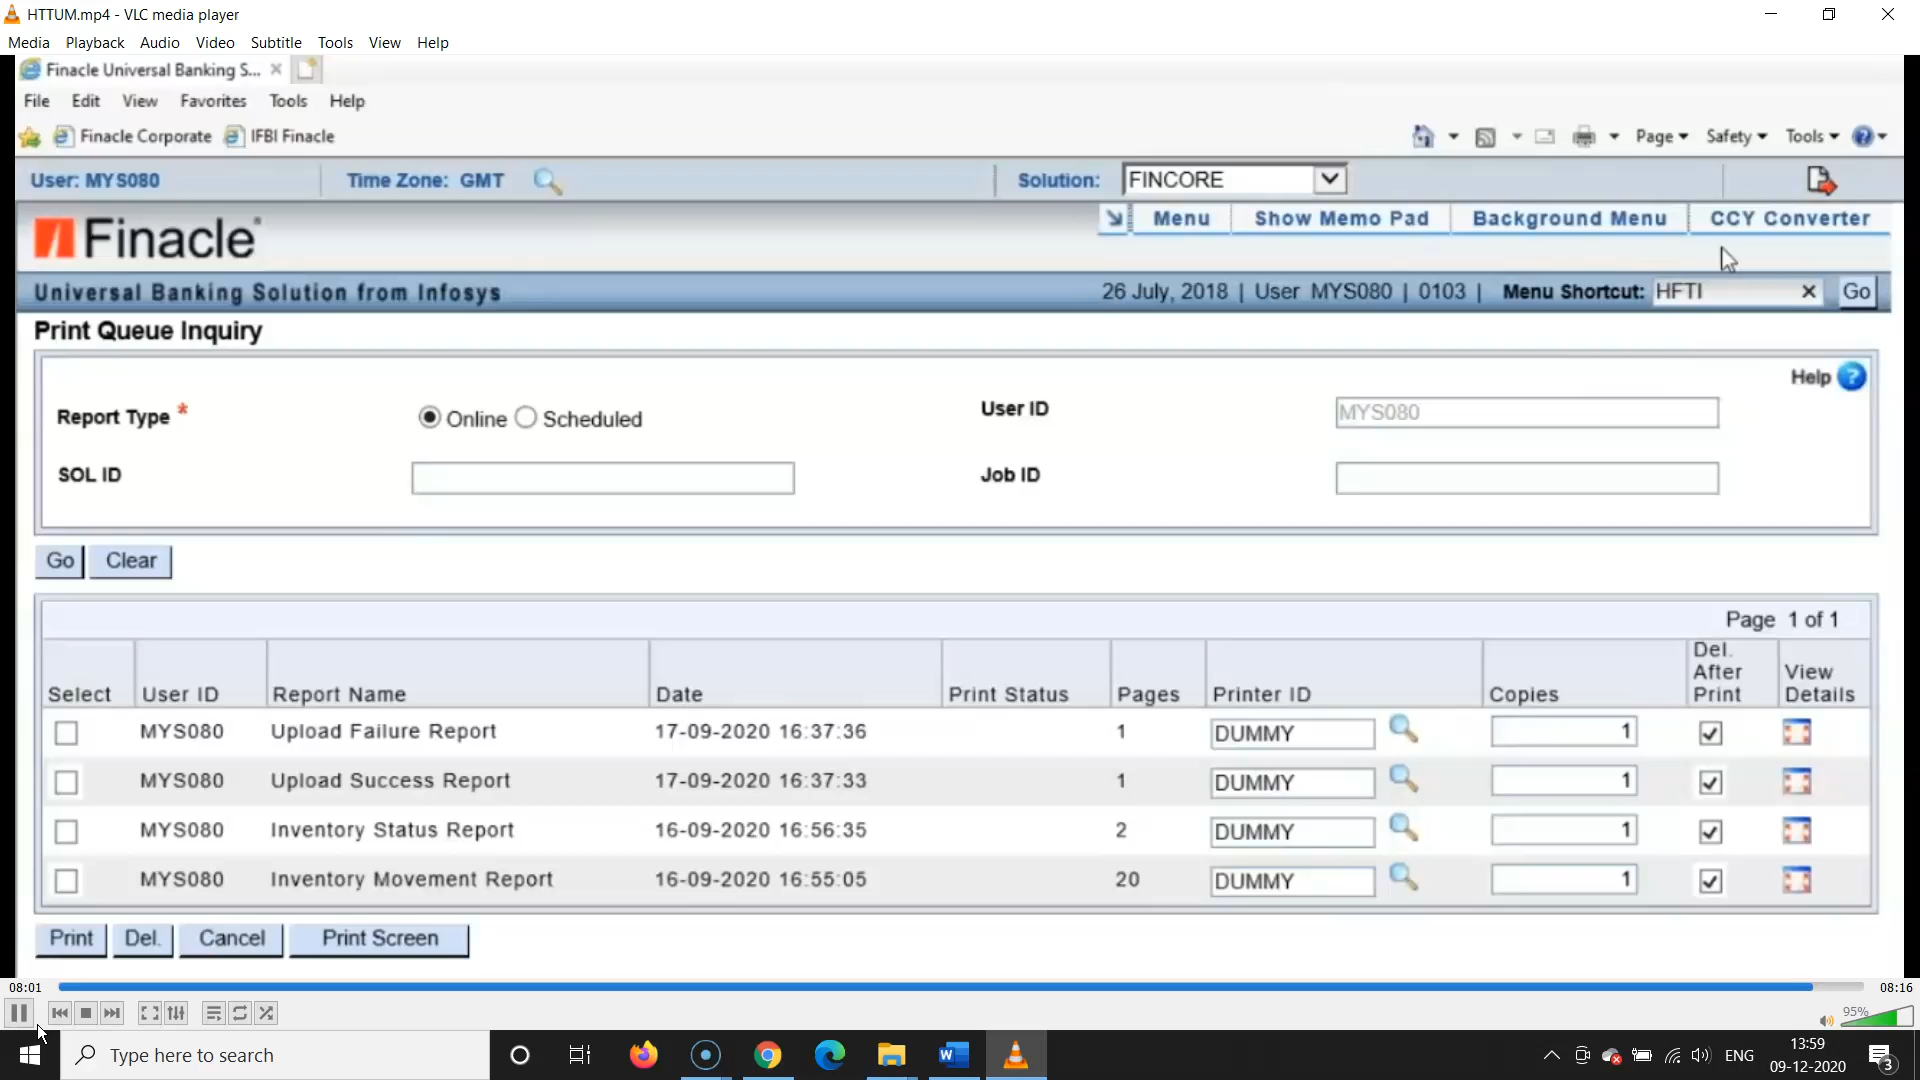 HTTUM.mp4 - VLC media player
Media Playback Audio Video Subtitle Tools View Help
Finacle Universal Banking S...
File Edit View Favorites Tools Help
Finacle Corporate IFBI Finacle Page Safety Tools
User: MYS080 Time Zone: GMT Solution: FINCORE
Menu Show Memo Pad Background Menu CCY Converter
Finacle
Universal Banking Solution from Infosys 26 July, 2018 | User MYS080 | 0103 | Menu Shortcut: HFTI Go
Print Queue Inquiry
Help
Report Type * Online Scheduled User ID MYS080
SOL ID Job ID
Go Clear
Page 1 of 1
Select User ID Report Name Date Print Status Pages Printer ID Copies Del. After Print View Details
MYS080 Upload Failure Report 17-09-2020 16:37:36 1 DUMMY 1
MYS080 Upload Success Report 17-09-2020 16:37:33 1 DUMMY 1
MYS080 Inventory Status Report 16-09-2020 16:56:35 2 DUMMY 1
MYS080 Inventory Movement Report 16-09-2020 16:55:05 20 DUMMY 1
Print Del. Cancel Print Screen
08:01 08:16
95%
Type here to search ENG 13:59
09-12-2020 3